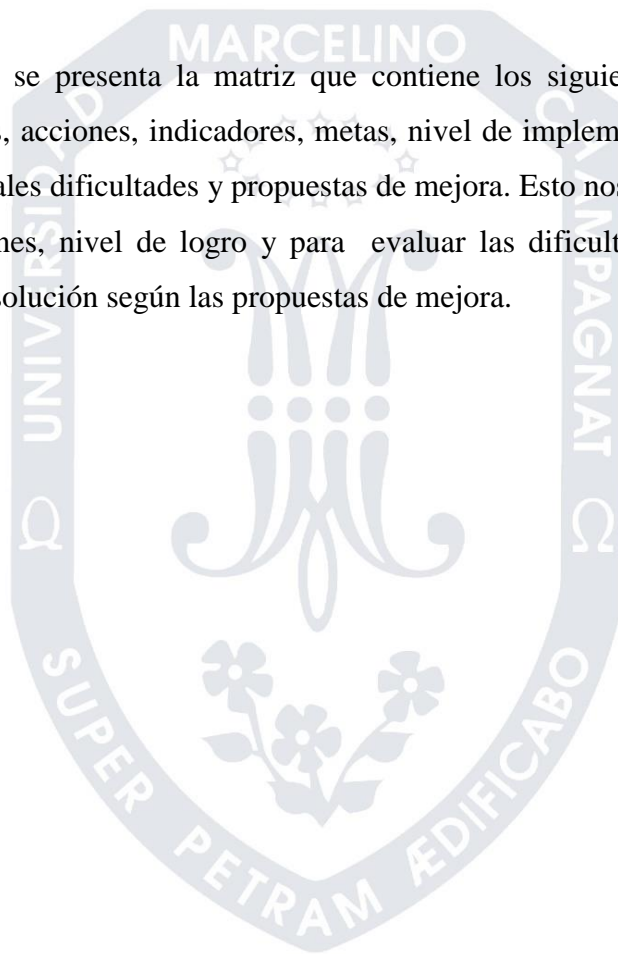 MARCELINO
se presenta la matriz que contiene los siguie
, acciones, indicadores, metas, nivel de implem
ales dificultades y propuestas de mejora. Esto nos
nes, nivel de logro y para evaluar las dificult
solución según las propuestas de mejora.
UNIVERSIDAD
CHAMPAGNAT
Ω Ω
SUPER PETRAM ÆDIFICABO